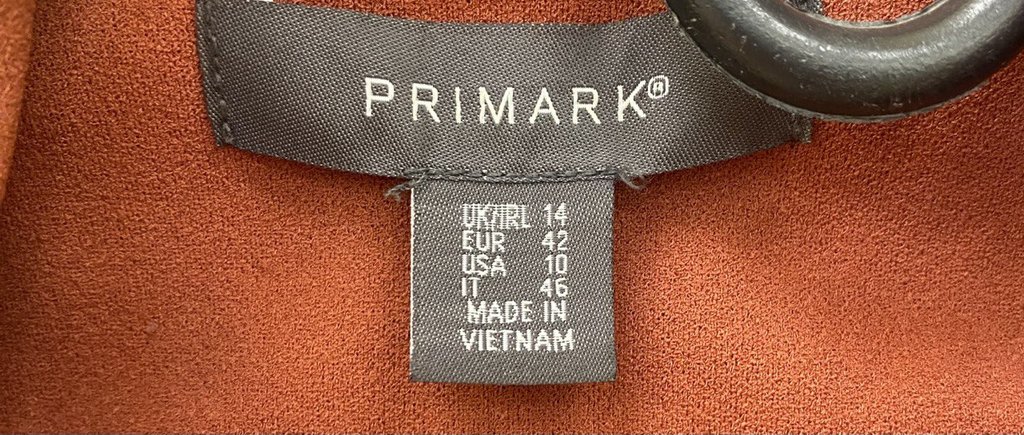 PRIMARK®
UK/IRL 14
EUR 42
USA 10
IT 46
MADE IN
VIETNAM